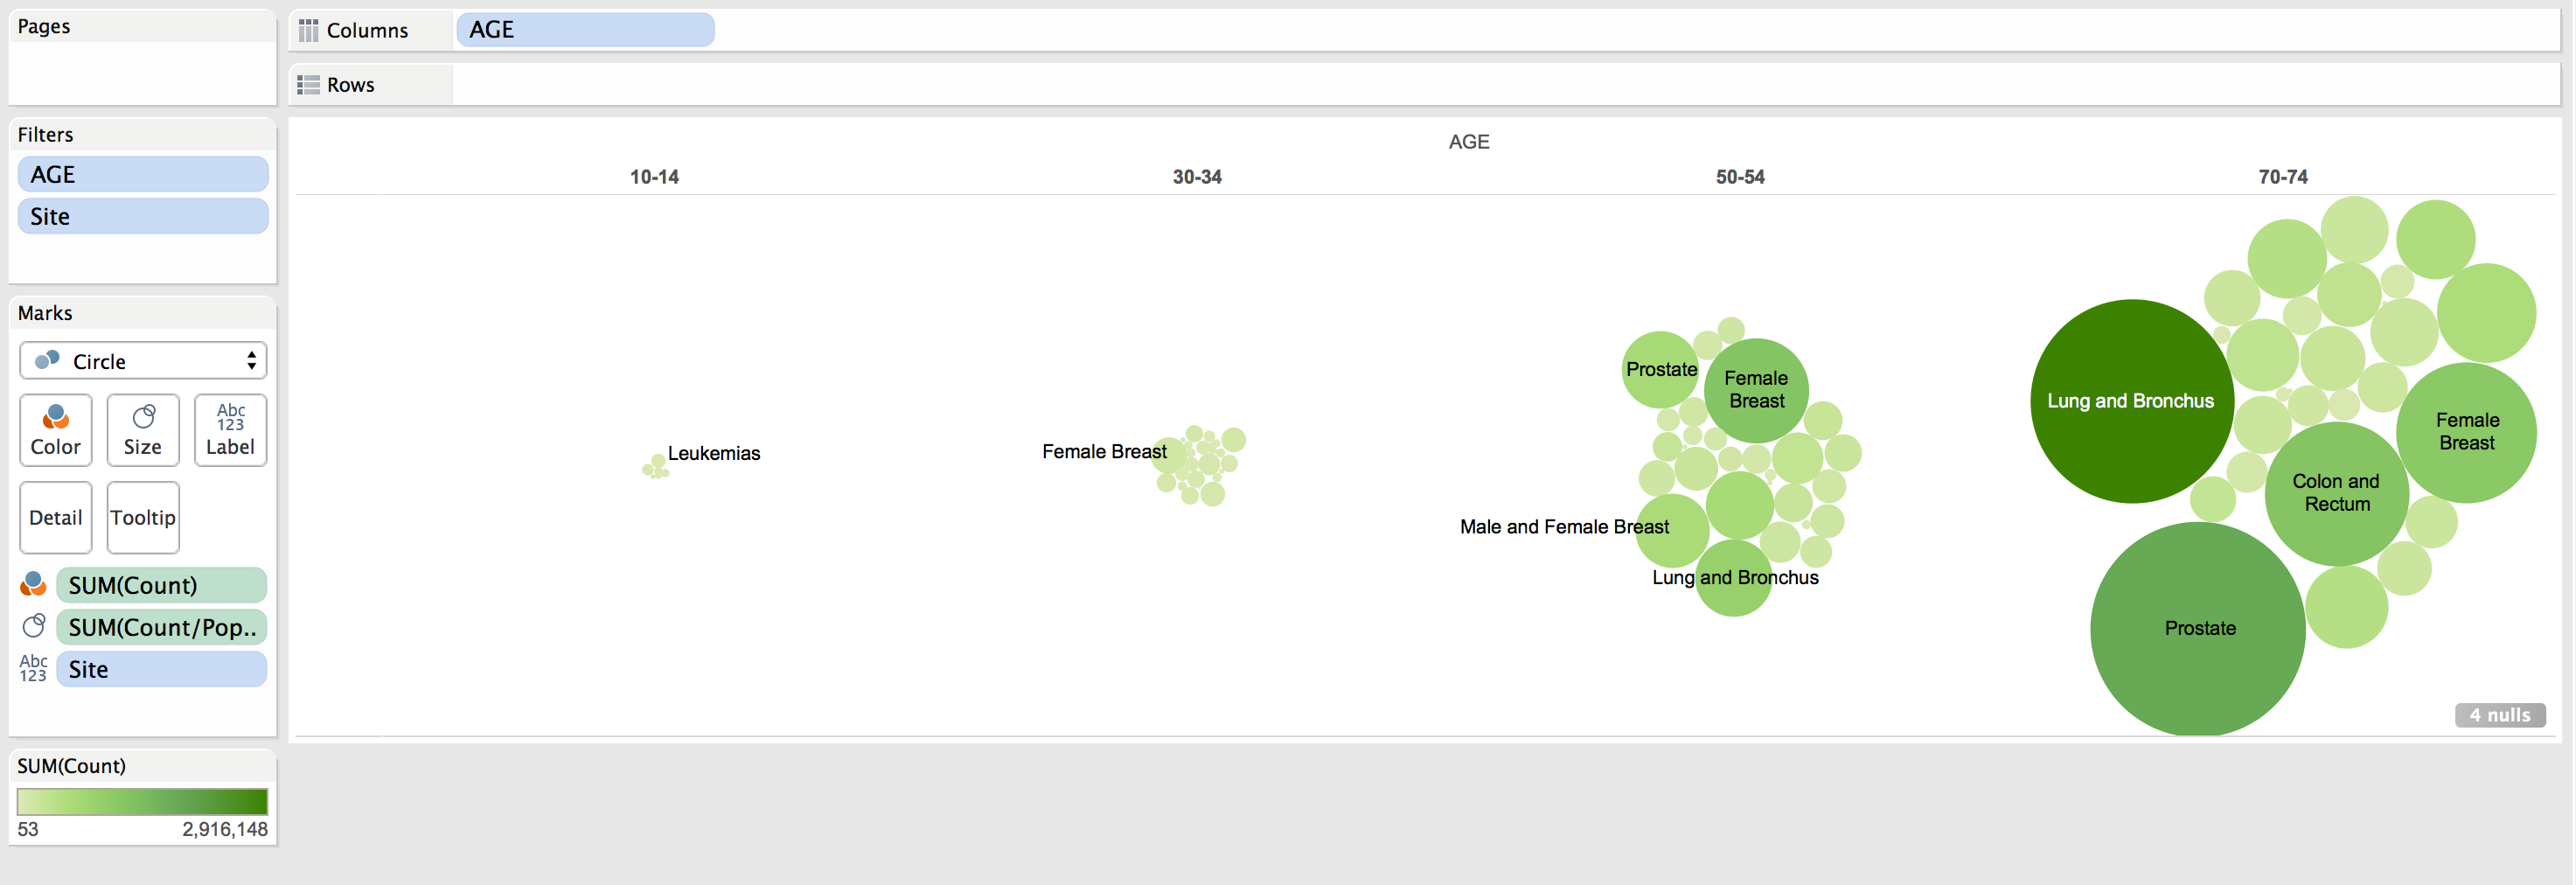 Pages
Columns
AGE
Rows
Filters
AGE
Site
Marks
Circle
Color
Size
Abc
123
Label
Detail
Tooltip
SUM(Count)
SUM(Count/Pop..
Abc
123
Site
SUM(Count)
53
2,916,148
AGE
10-14
30-34
50-54
70-74
Leukemias
Female Breast
Prostate
Female
Breast
Male and Female Breast
Lung and Bronchus
Lung and Bronchus
Female
Breast
Colon and
Rectum
Prostate
4 nulls